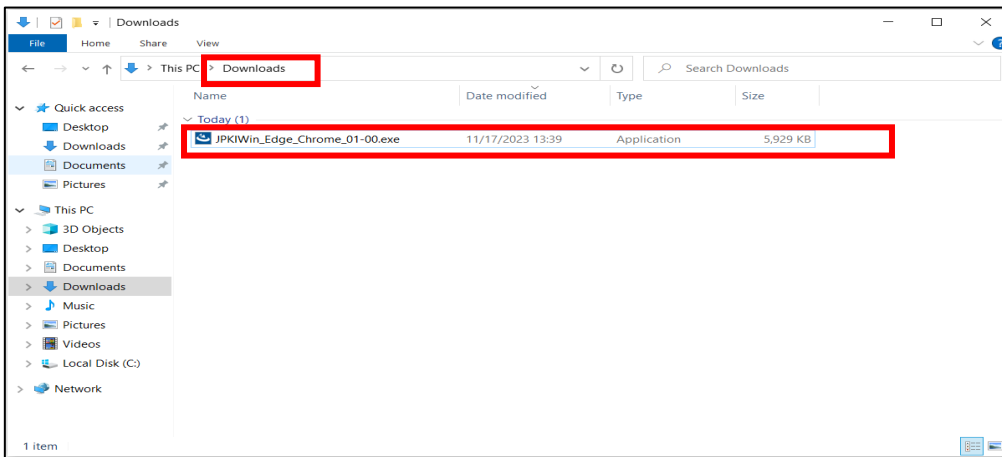 Downloads
File Home Share View
This PC > Downloads Search Downloads
Name Date modified Type Size
Quick access
Today (1)
Desktop
JPKIWin_Edge_Chrome_01-00.exe 11/17/2023 13:39 Application 5,929 KB
Downloads
Documents
Pictures
This PC
3D Objects
Desktop
Documents
Downloads
Music
Pictures
Videos
Local Disk (C:)
Network
1 item